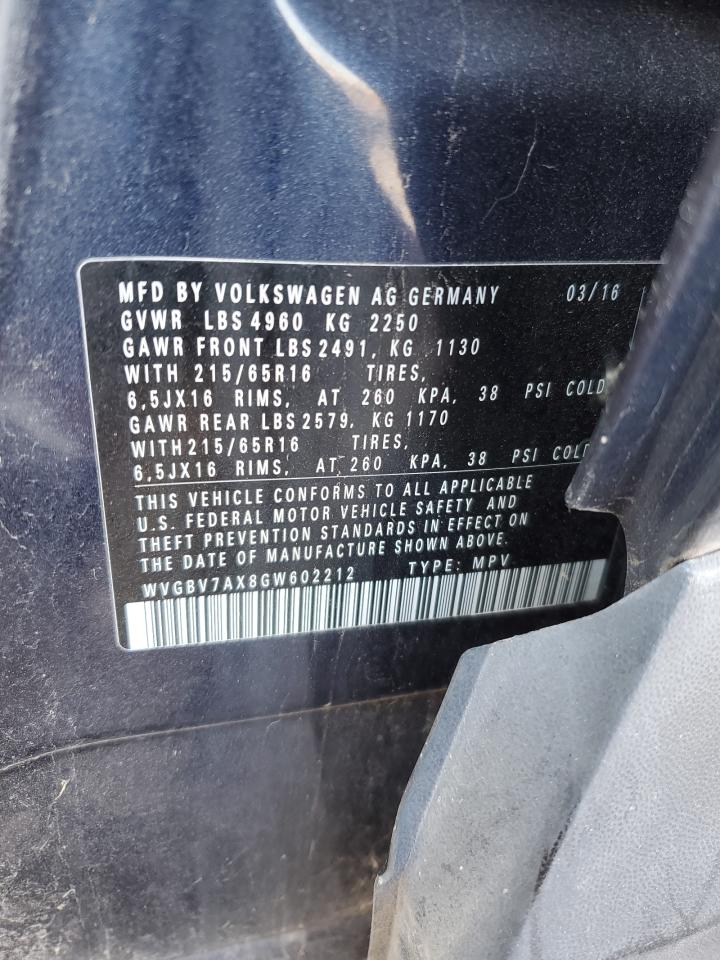 MFD BY VOLKSWAGEN AG GERMANY 03/16
GVWR LBS 4960 KG 2250
GAWR FRONT LBS 2491, KG 1130
WITH 215/65R16 TIRES,
6,5JX16 RIMS, AT 260 KPA, 38 PSI COLD
GAWR REAR LBS 2579, KG 1170
WITH 215/65R16 TIRES,
6,5JX16 RIMS, AT 260 KPA, 38 PSI COLD
THIS VEHICLE CONFORMS TO ALL APPLICABLE
U.S. FEDERAL MOTOR VEHICLE SAFETY AND
THEFT PREVENTION STANDARDS IN EFFECT ON
THE DATE OF MANUFACTURE SHOWN ABOVE.
WVGBV7AX8GW602212 TYPE: MPV